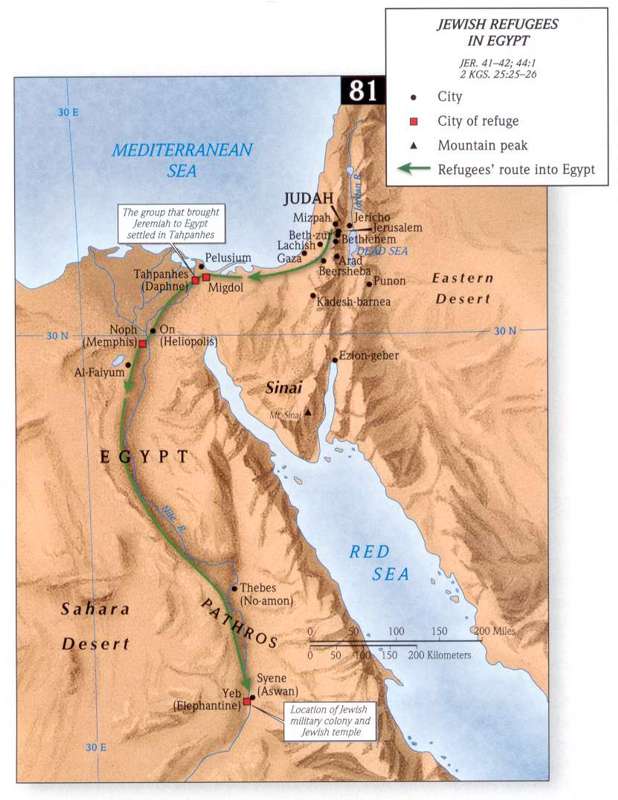 JEWISH REFUGEES
IN EGYPT
JER. 41–42; 44:1
2 KGS. 25:25–26
City
City of refuge
Mountain peak
Refugees' route into Egypt
81
30 E
MEDITERRANEAN
SEA
Jordan R.
JUDAH
Mizpah
Jericho
Jerusalem
Beth-zur
Bethlehem
Lachish
DEAD SEA
Gaza
Arad
Beersheba
The group that brought
Jeremiah to Egypt
settled in Tahpanhes
Pelusium
Tahpanhes
(Daphne)
Migdol
Punon
Eastern
Desert
Kadesh-barnea
30 N
Noph
(Memphis)
On
(Heliopolis)
30 N
Al-Faiyum
Ezion-geber
Sinai
Mt. Sinai
EGYPT
Nile R.
RED
SEA
Thebes
(No-amon)
Sahara
Desert
PATHROS
0 50 100 150 200 Miles
0 50 100 150 200 Kilometers
Syene
(Aswan)
Yeb
(Elephantine)
Location of Jewish
military colony and
Jewish temple
30 E